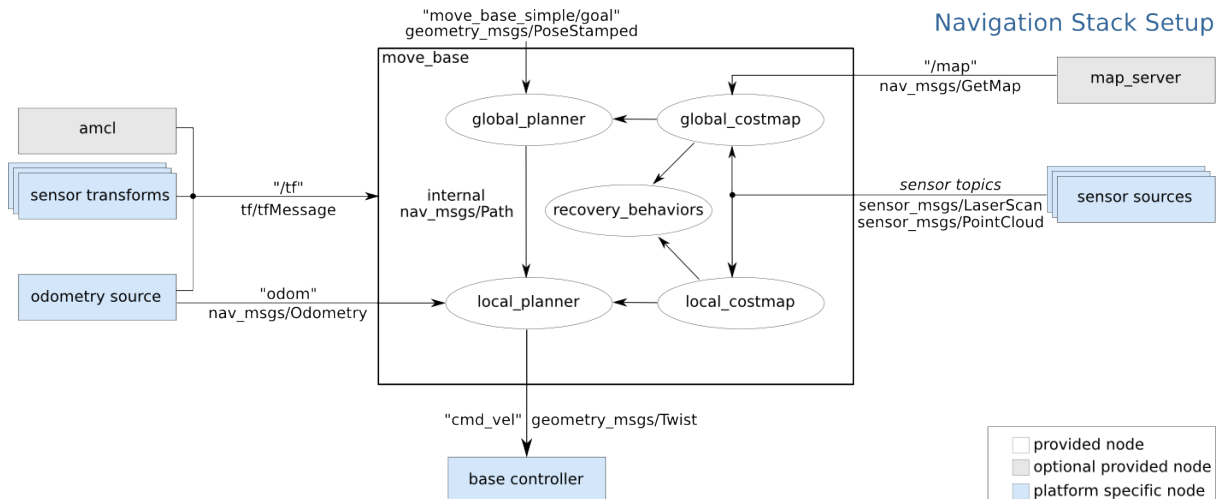 Navigation Stack Setup
"move_base_simple/goal"
geometry_msgs/PoseStamped
move_base
"/map"
nav_msgs/GetMap
map_server
amcl
global_planner
global_costmap
sensor transforms
"/tf"
tf/tfMessage
internal
nav_msgs/Path
recovery_behaviors
sensor topics
sensor_msgs/LaserScan
sensor_msgs/PointCloud
sensor sources
odometry source
"odom"
nav_msgs/Odometry
local_planner
local_costmap
"cmd_vel" geometry_msgs/Twist
base controller
provided node
optional provided node
platform specific node